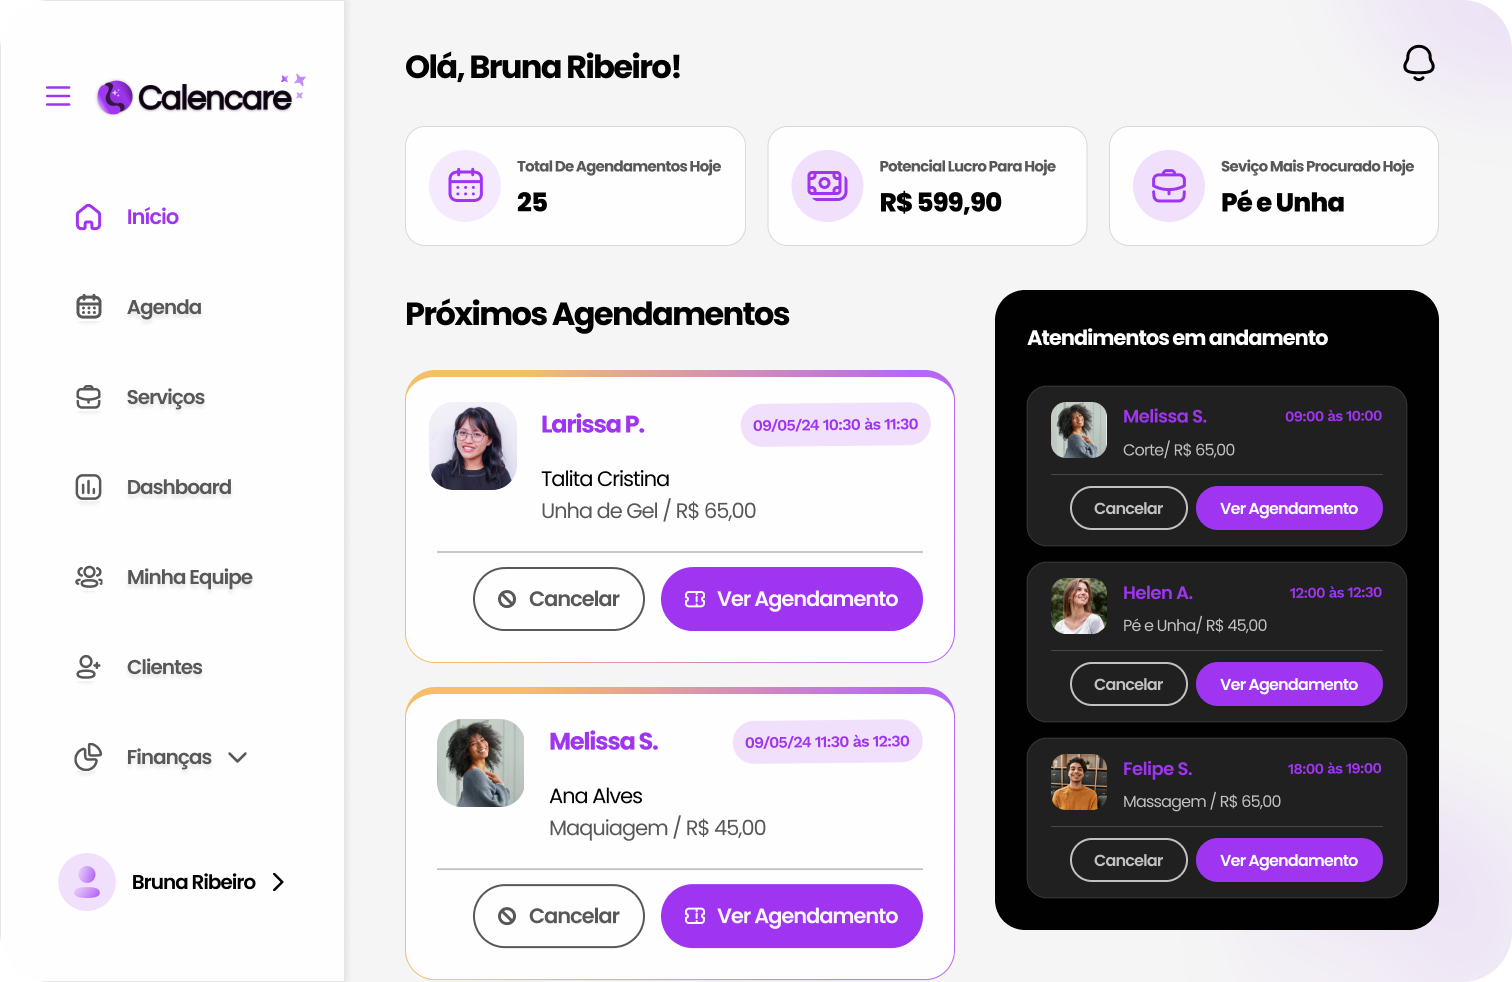 Calencare
Início
Agenda
Serviços
Dashboard
Minha Equipe
Clientes
Finanças
Bruna Ribeiro
Olá, Bruna Ribeiro!
Total De Agendamentos Hoje
25
Potencial Lucro Para Hoje
R$ 599,90
Seviço Mais Procurado Hoje
Pé e Unha
Próximos Agendamentos
Larissa P.
09/05/24 10:30 às 11:30
Talita Cristina
Unha de Gel / R$ 65,00
Cancelar
Ver Agendamento
Melissa S.
09/05/24 11:30 às 12:30
Ana Alves
Maquiagem / R$ 45,00
Cancelar
Ver Agendamento
Atendimentos em andamento
Melissa S.
09:00 às 10:00
Corte/ R$ 65,00
Cancelar
Ver Agendamento
Helen A.
12:00 às 12:30
Pé e Unha/ R$ 45,00
Cancelar
Ver Agendamento
Felipe S.
18:00 às 19:00
Massagem / R$ 65,00
Cancelar
Ver Agendamento